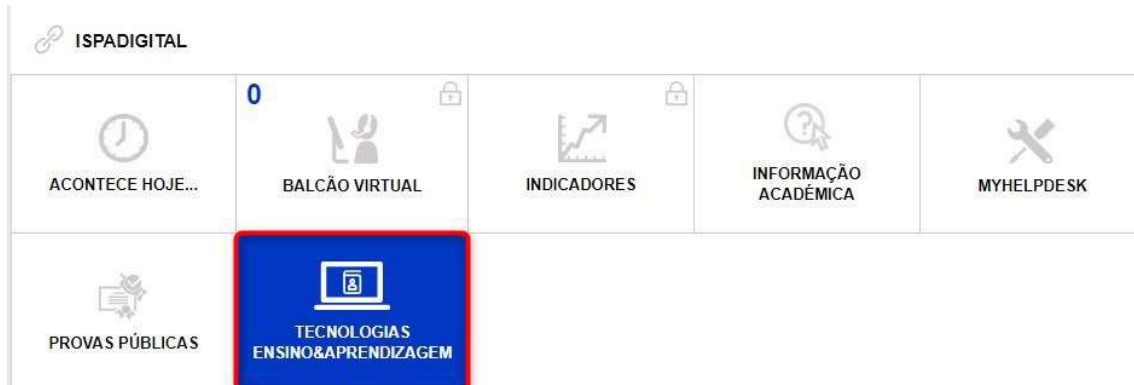 ISPADIGITAL
0
ACONTECE HOJE...
BALCÃO VIRTUAL
INDICADORES
INFORMAÇÃO
ACADÉMICA
MYHELPDESK
PROVAS PÚBLICAS
TECNOLOGIAS
ENSINO&APRENDIZAGEM